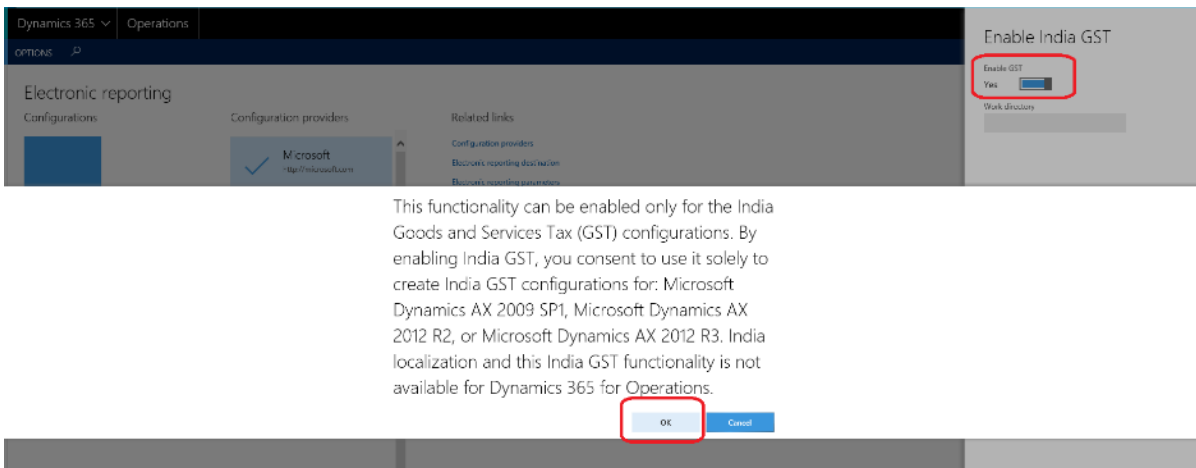 Dynamics 365 Operations
OPTIONS
Enable India GST
Enable GST
Yes
Work directory
Electronic reporting
Configurations
Configuration providers
Related links
Microsoft
http://microsoft.com
Configuration providers
Electronic reporting destination
Electronic reporting parameters
This functionality can be enabled only for the India
Goods and Services Tax (GST) configurations. By
enabling India GST, you consent to use it solely to
create India GST configurations for: Microsoft
Dynamics AX 2009 SP1, Microsoft Dynamics AX
2012 R2, or Microsoft Dynamics AX 2012 R3. India
localization and this India GST functionality is not
available for Dynamics 365 for Operations.
OK Cancel